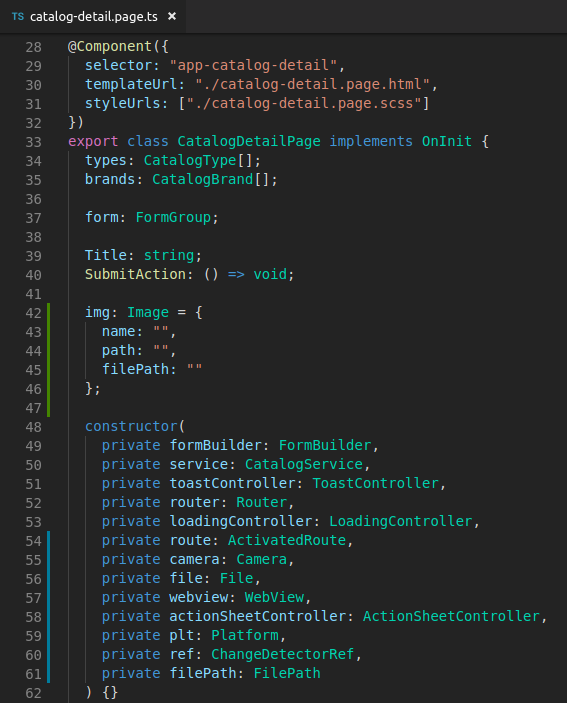 TS catalog-detail.page.ts ×
28 @Component({
29   selector: "app-catalog-detail",
30   templateUrl: "./catalog-detail.page.html",
31   styleUrls: ["./catalog-detail.page.scss"]
32 })
33 export class CatalogDetailPage implements OnInit {
34   types: CatalogType[];
35   brands: CatalogBrand[];
36
37   form: FormGroup;
38
39   Title: string;
40   SubmitAction: () => void;
41
42   img: Image = {
43     name: "",
44     path: "",
45     filePath: ""
46   };
47
48   constructor(
49     private formBuilder: FormBuilder,
50     private service: CatalogService,
51     private toastController: ToastController,
52     private router: Router,
53     private loadingController: LoadingController,
54     private route: ActivatedRoute,
55     private camera: Camera,
56     private file: File,
57     private webview: WebView,
58     private actionSheetController: ActionSheetController,
59     private plt: Platform,
60     private ref: ChangeDetectorRef,
61     private filePath: FilePath
62   ) {}